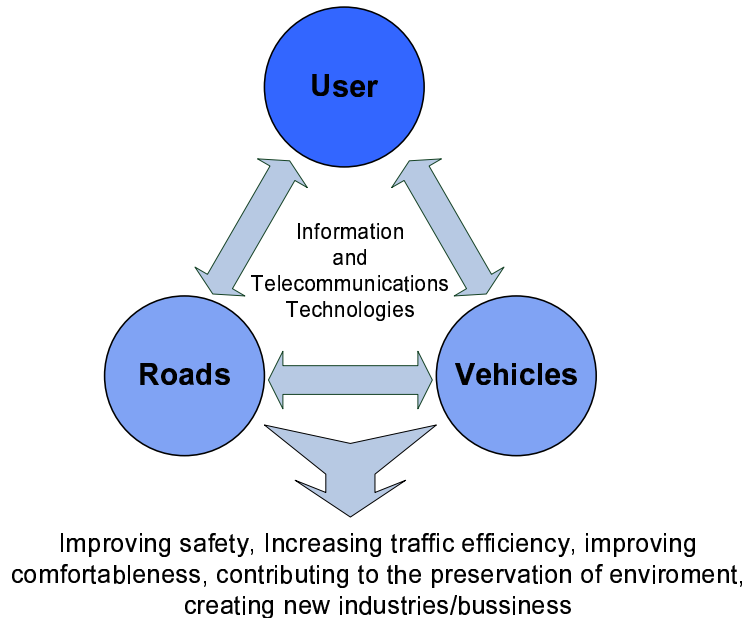 User
Information
and
Telecommunications
Technologies
Roads
Vehicles
Improving safety, Increasing traffic efficiency, improving
comfortableness, contributing to the preservation of enviroment,
creating new industries/bussiness